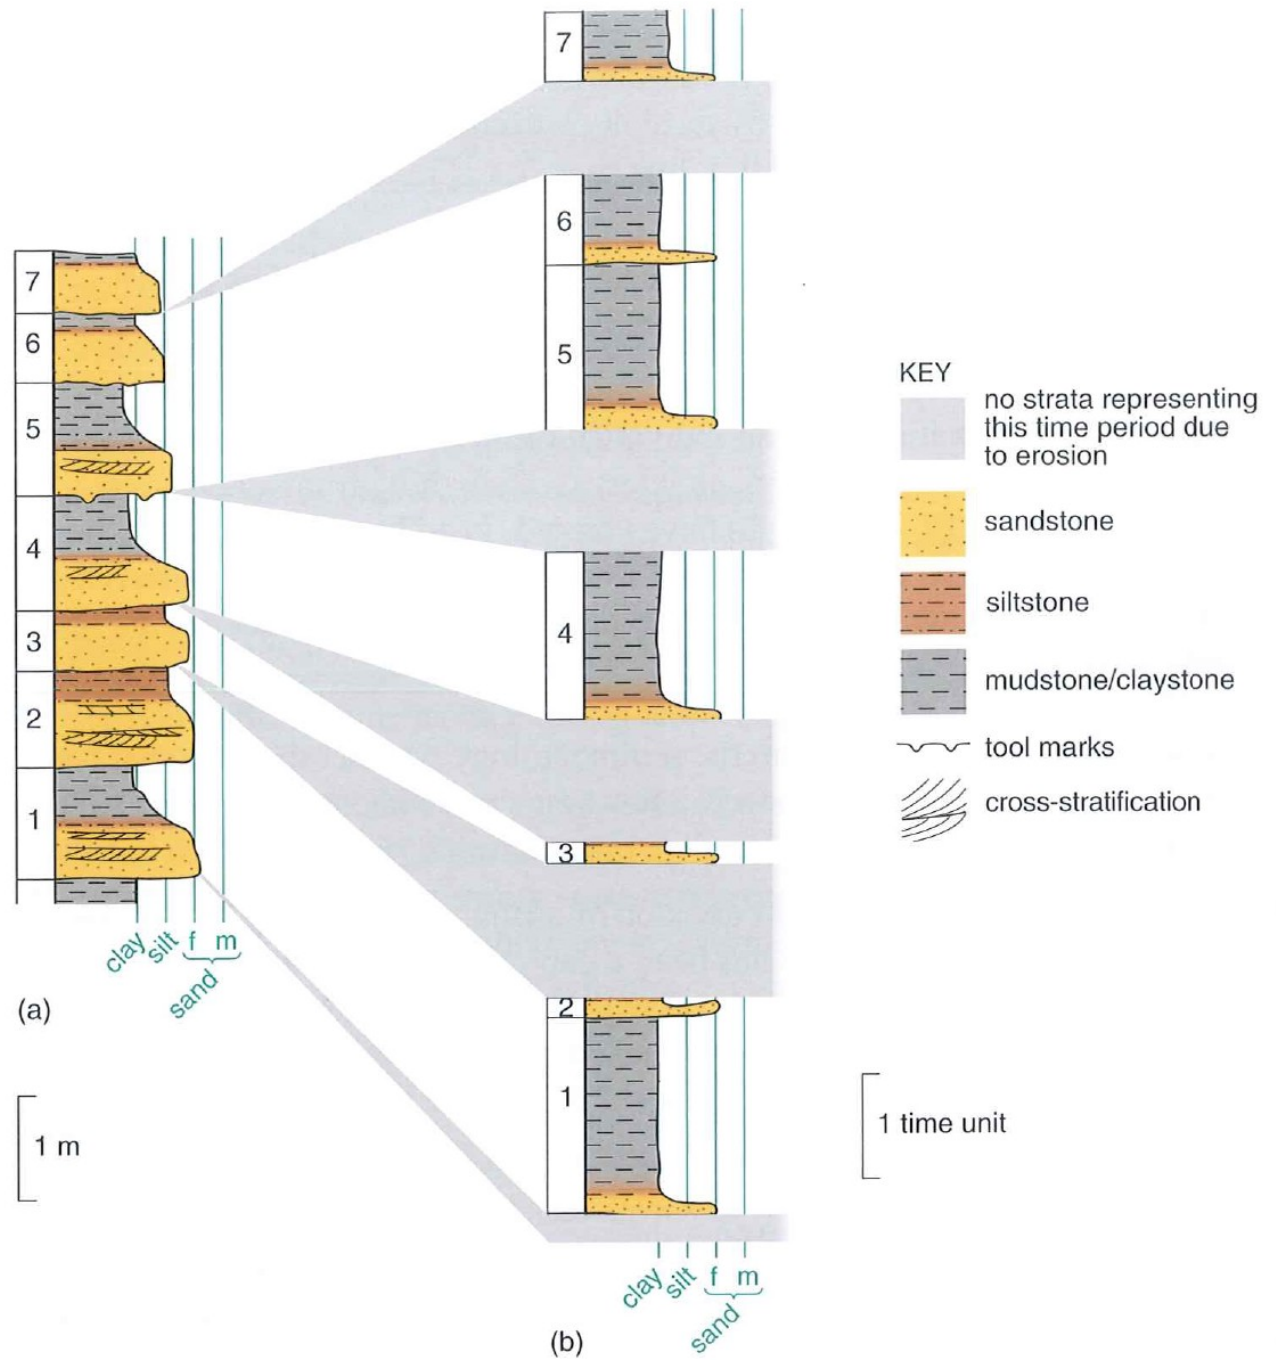 7
6
5
4
3
2
1
clay
silt
f
m
sand
(a)
1 m
7
6
5
4
3
2
1
clay
silt
f
m
sand
(b)
1 time unit
KEY
no strata representing
this time period due
to erosion
sandstone
siltstone
mudstone/claystone
tool marks
cross-stratification